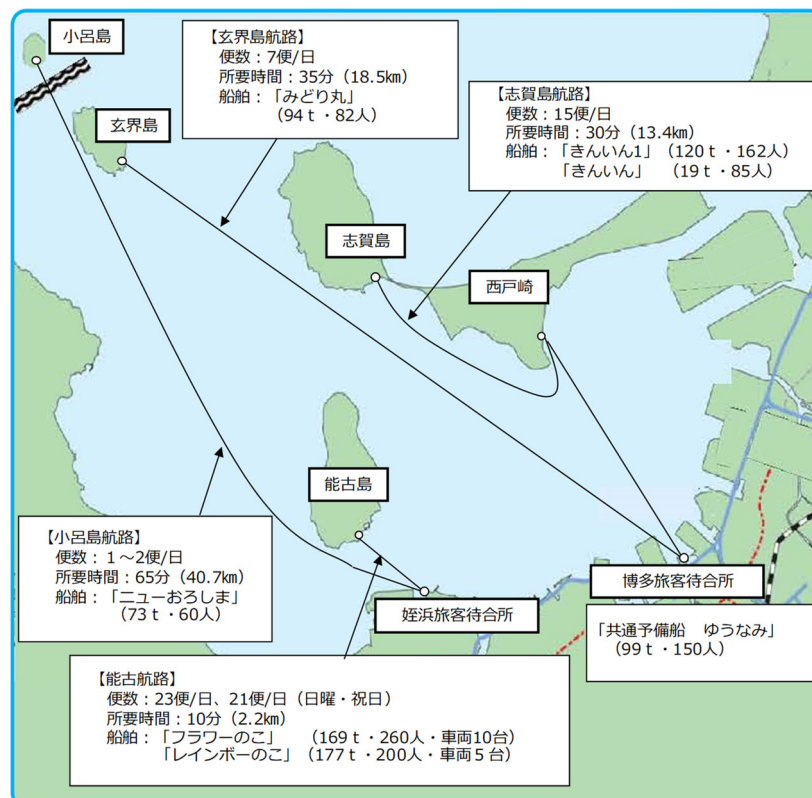 小呂島
【玄界島航路】
便数：7便/日
所要時間：35分（18.5km）
船舶：「みどり丸」
（94ｔ・82人）
【志賀島航路】
便数：15便/日
所要時間：30分（13.4km）
船舶：「きんいん1」（120ｔ・162人）
「きんいん」　（19ｔ・85人）
玄界島
志賀島
西戸崎
能古島
【小呂島航路】
便数：１～2便/日
所要時間：65分（40.7km）
船舶：「ニューおろしま」
（73ｔ・60人）
博多旅客待合所
姪浜旅客待合所
「共通予備船　ゆうなみ」
（99ｔ・150人）
【能古航路】
便数：23便/日、21便/日（日曜・祝日）
所要時間：10分（2.2km）
船舶：「フラワーのこ」　　（169ｔ・260人・車両10台）
「レインボーのこ」（177ｔ・200人・車両５台）